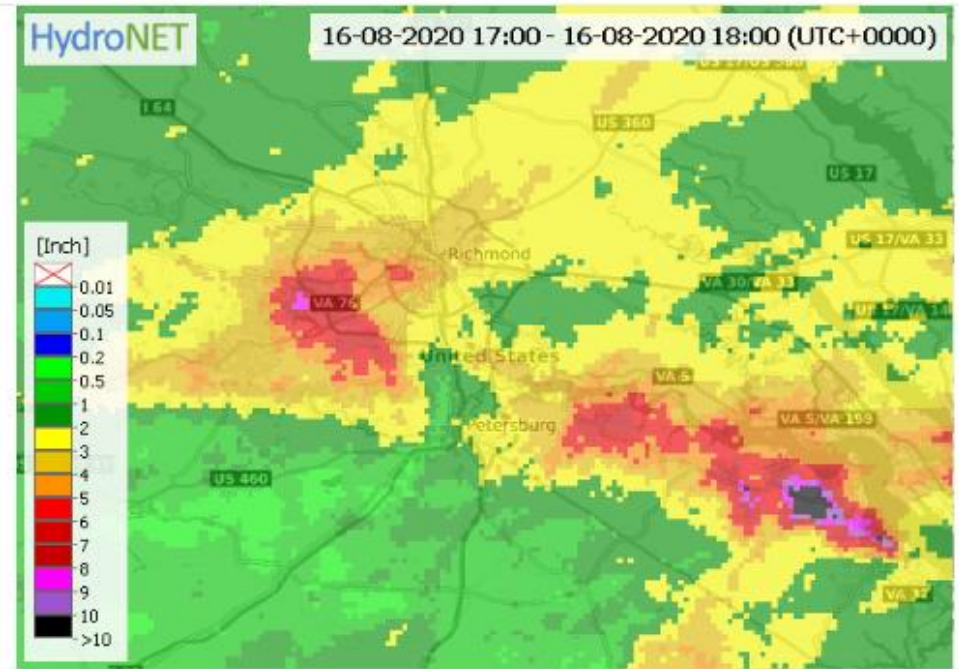 HydroNET
16-08-2020 17:00 - 16-08-2020 18:00 (UTC+0000)
I 64
US 360
US 17
US 17/VA 33
[Inch]
Richmond
VA 30/VA 33
0.01
VA 76
0.05
0.1
0.2
United States
0.5
VA 5
1
2
Petersburg
VA 5/VA 199
3
4
US 460
5
6
7
8
9
VA 32
10
>10